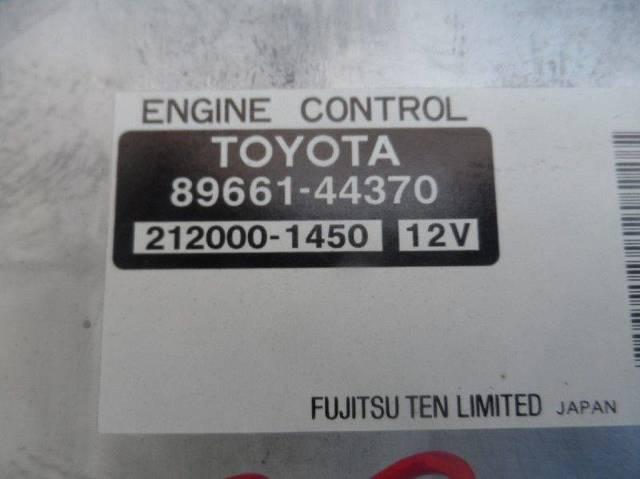 ENGINE CONTROL
TOYOTA
89661-44370
212000-1450 12V
FUJITSU TEN LIMITED JAPAN